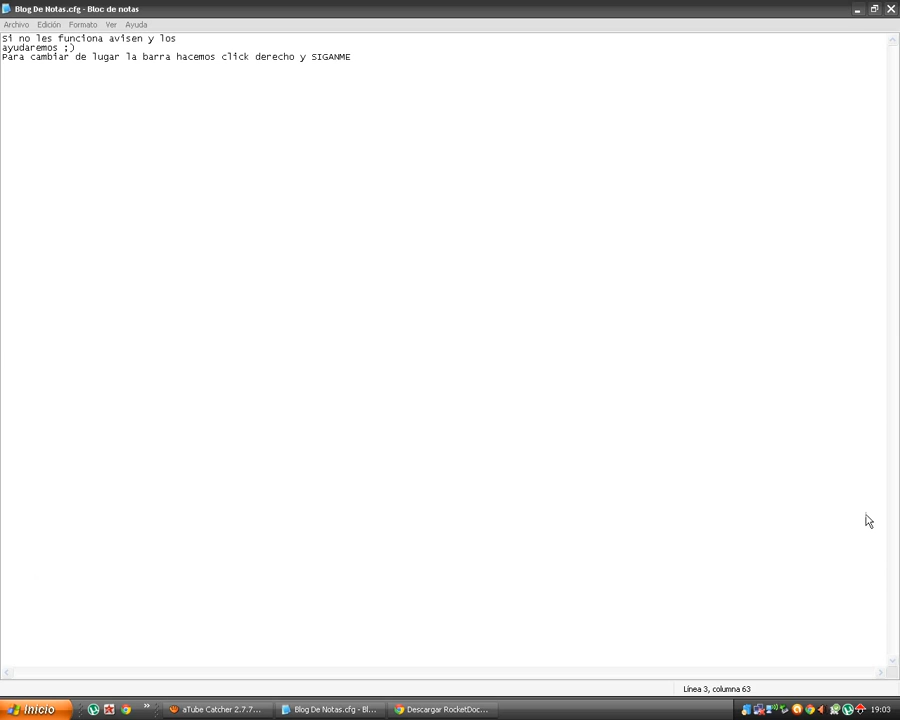 Blog De Notas.cfg - Bloc de notas
Archivo Edición Formato Ver Ayuda
Si no les funciona avisen y los
ayudaremos ;)
Para cambiar de lugar la barra hacemos click derecho y SIGANME
Línea 3, columna 63
Inicio » aTube Catcher 2.7.7... Blog De Notas.cfg - Bl... Descargar RocketDoc... 19:03